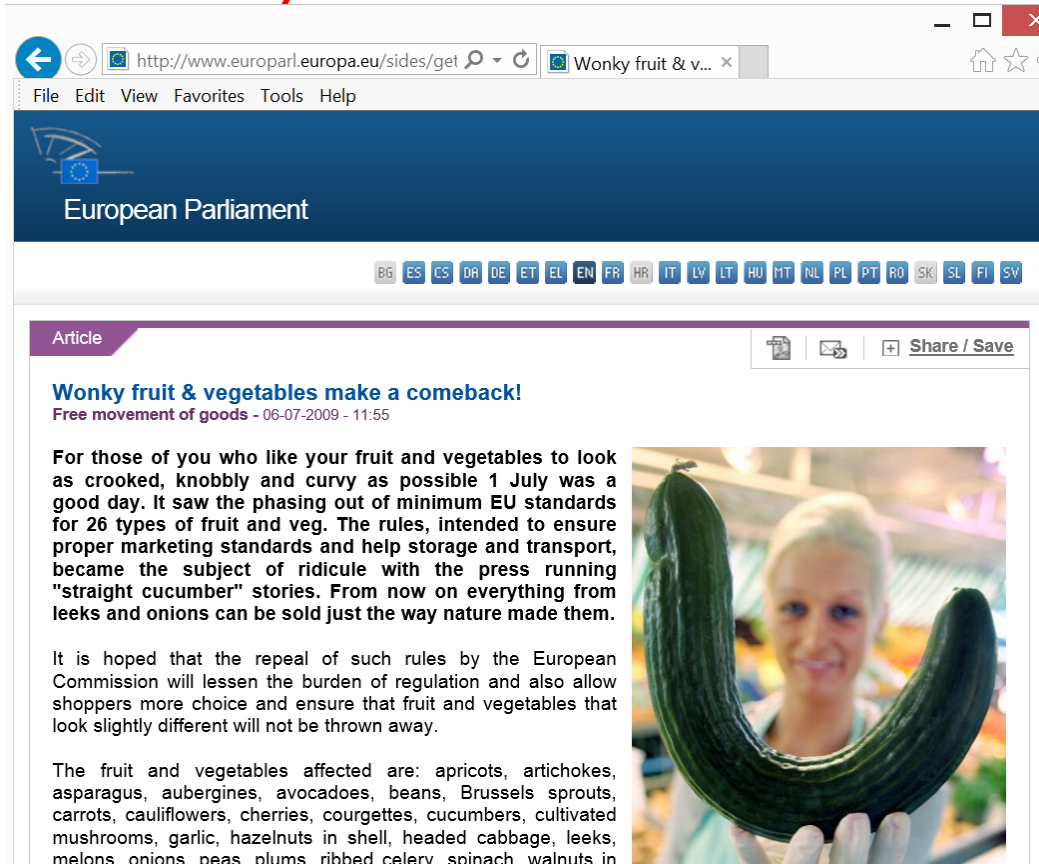 http://www.europarl.europa.eu/sides/get
Wonky fruit & v...
File Edit View Favorites Tools Help
European Parliament
BG ES CS DA DE ET EL EN FR HR IT LV LT HU MT NL PL PT RO SK SL FI SV
Article
Share / Save
Wonky fruit & vegetables make a comeback!
Free movement of goods - 06-07-2009 - 11:55
For those of you who like your fruit and vegetables to look
as crooked, knobbly and curvy as possible 1 July was a
good day. It saw the phasing out of minimum EU standards
for 26 types of fruit and veg. The rules, intended to ensure
proper marketing standards and help storage and transport,
became the subject of ridicule with the press running
"straight cucumber" stories. From now on everything from
leeks and onions can be sold just the way nature made them.
It is hoped that the repeal of such rules by the European
Commission will lessen the burden of regulation and also allow
shoppers more choice and ensure that fruit and vegetables that
look slightly different will not be thrown away.
The fruit and vegetables affected are: apricots, artichokes,
asparagus, aubergines, avocadoes, beans, Brussels sprouts,
carrots, cauliflowers, cherries, courgettes, cucumbers, cultivated
mushrooms, garlic, hazelnuts in shell, headed cabbage, leeks,
melons, onions, peas, plums, ribbed celery, spinach, walnuts in